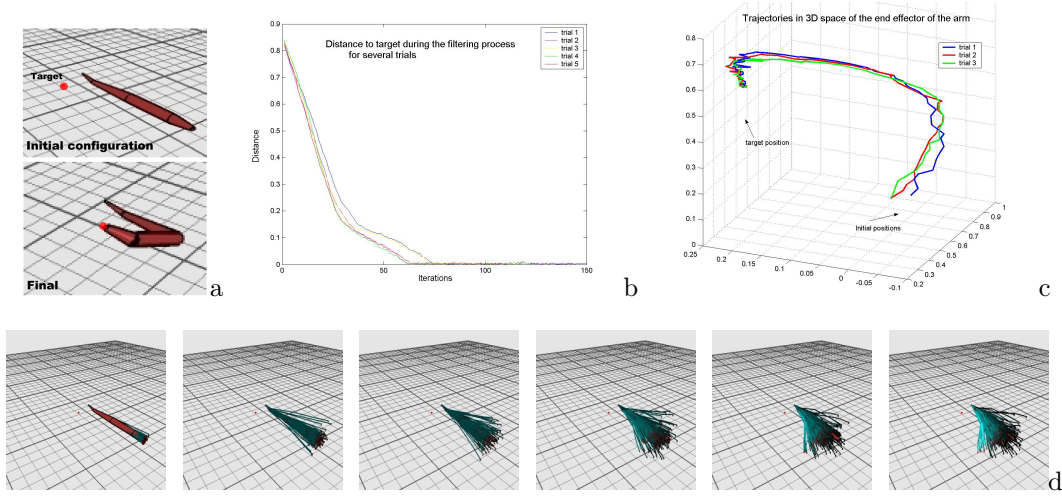 Target
Initial configuration
Final
a
Distance to target during the filtering process
for several trials
trial 1
trial 2
trial 3
trial 4
trial 5
Distance
0.9
0.8
0.7
0.6
0.5
0.4
0.3
0.2
0.1
0
0
50
100
150
Iterations
b
Trajectories in 3D space of the end effector of the arm
trial 1
trial 2
trial 3
0.8
0.7
0.6
0.5
0.4
0.3
0.2
0.1
0
target position
Initial positions
0.25
0.2
0.15
0.1
0.05
0
-0.05
-0.1
0.2
0.3
0.4
0.5
0.6
0.7
0.8
0.9
1
c
d